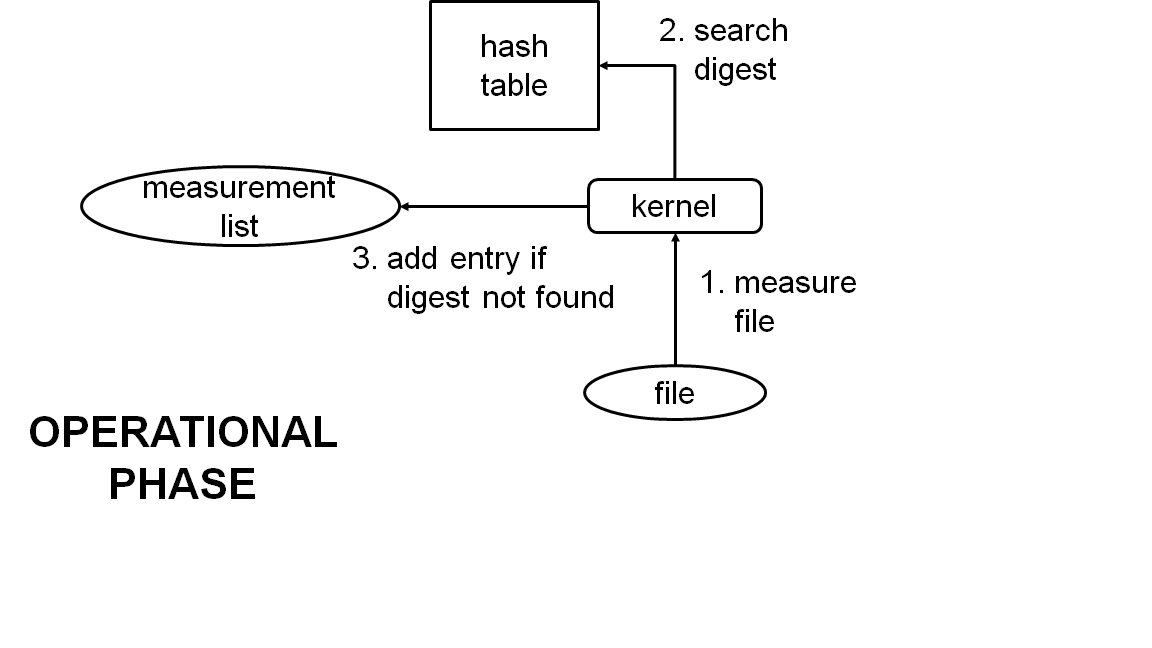 hash
table
2. search
digest
measurement
list
kernel
3. add entry if
digest not found
1. measure
file
file
OPERATIONAL
PHASE